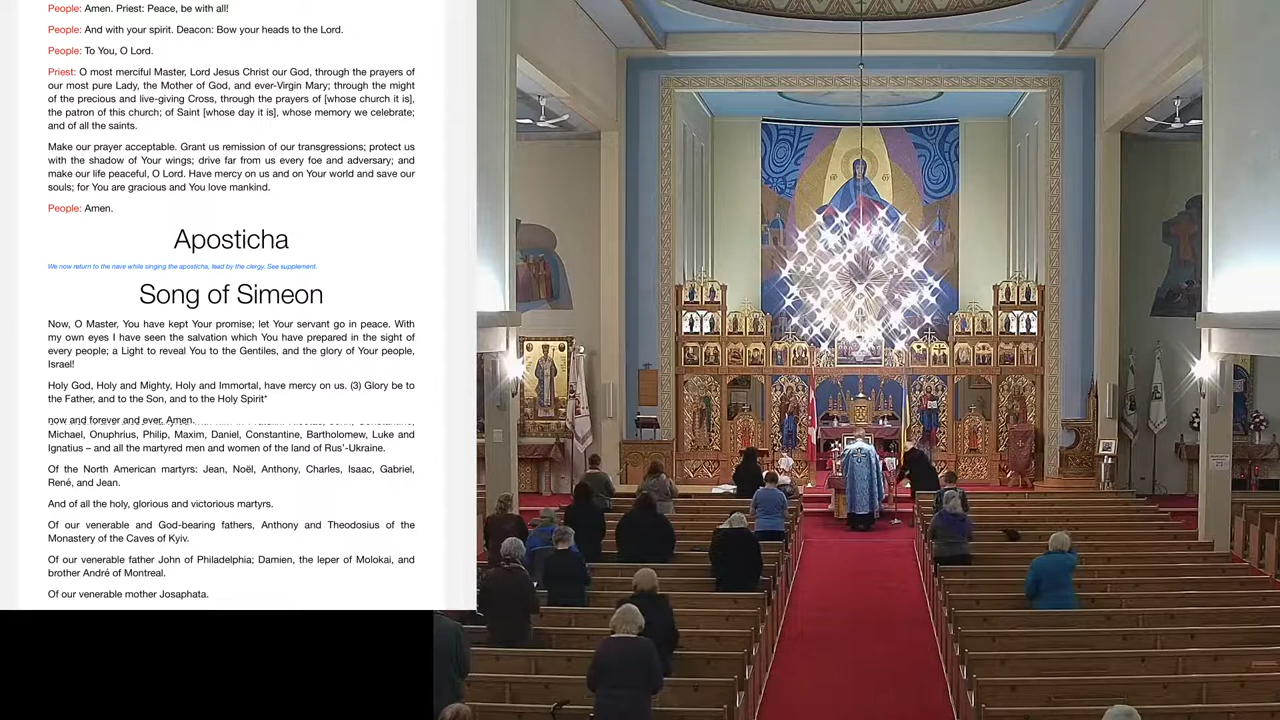 People: Amen. Priest: Peace, be with all!
People: And with your spirit. Deacon: Bow your heads to the Lord.
People: To You, O Lord.
Priest: O most merciful Master, Lord Jesus Christ our God, through the prayers of
our most pure Lady, the Mother of God, and ever-Virgin Mary; through the might
of the precious and live-giving Cross, through the prayers of [whose church it is],
the patron of this church; of Saint [whose day it is], whose memory we celebrate;
and of all the saints.
Make our prayer acceptable. Grant us remission of our transgressions; protect us
with the shadow of Your wings; drive far from us every foe and adversary; and
make our life peaceful, O Lord. Have mercy on us and on Your world and save our
souls; for You are gracious and You love mankind.
People: Amen.
Aposticha
We now return to the nave while singing the aposticha, lead by the clergy. See supplement.
Song of Simeon
Now, O Master, You have kept Your promise; let Your servant go in peace. With
my own eyes I have seen the salvation which You have prepared in the sight of
every people; a Light to reveal You to the Gentiles, and the glory of Your people,
Israel!
Holy God, Holy and Mighty, Holy and Immortal, have mercy on us. (3) Glory be to
the Father, and to the Son, and to the Holy Spirit*
now and forever and ever, Amen.
Michael, Onuphrius, Philip, Maxim, Daniel, Constantine, Bartholomew, Luke and
Ignatius – and all the martyred men and women of the land of Rus'-Ukraine.
Of the North American martyrs: Jean, Noël, Anthony, Charles, Isaac, Gabriel,
René, and Jean.
And of all the holy, glorious and victorious martyrs.
Of our venerable and God-bearing fathers, Anthony and Theodosius of the
Monastery of the Caves of Kyiv.
Of our venerable father John of Philadelphia; Damien, the leper of Molokai, and
brother André of Montreal.
Of our venerable mother Josaphata.